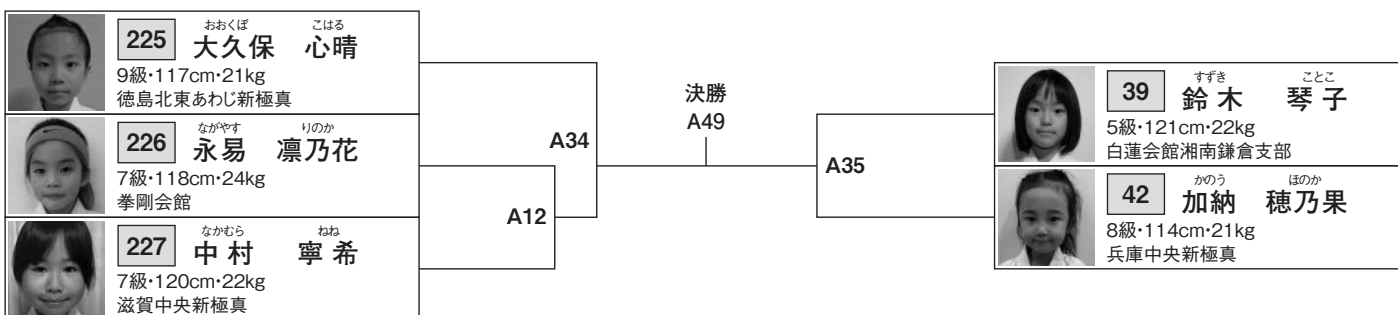 おおくぼ こはる
225 大久保 心晴
9級・117cm・21kg
徳島北東あわじ新極真
ながやす りのか
226 永易 凛乃花
7級・118cm・24kg
拳剛会館
なかむら ねね
227 中村 寧希
7級・120cm・22kg
滋賀中央新極真
A34
A12
決勝
A49
A35
すずき ことこ
39 鈴木 琴子
5級・121cm・22kg
白蓮会館湘南鎌倉支部
かのう ほのか
42 加納 穂乃果
8級・114cm・21kg
兵庫中央新極真